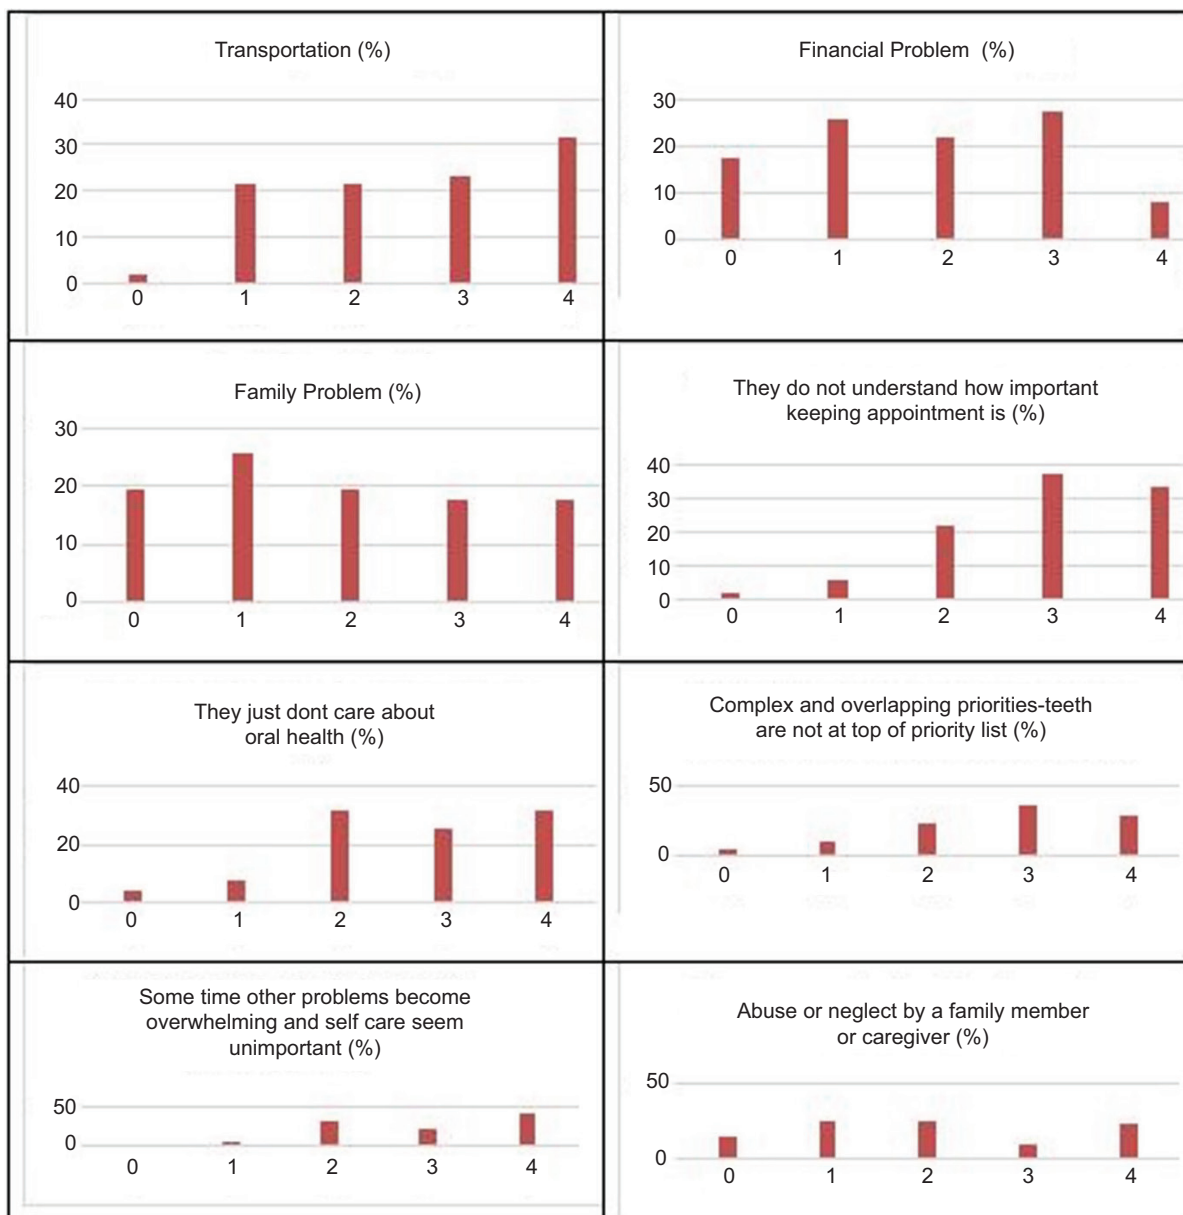 Transportation (%)
40
30
20
10
0
0 1 2 3 4
Financial Problem (%)
30
20
10
0
0 1 2 3 4
Family Problem (%)
30
20
10
0
0 1 2 3 4
They do not understand how important
keeping appointment is (%)
40
30
20
10
0
0 1 2 3 4
They just dont care about
oral health (%)
40
20
0
0 1 2 3 4
Complex and overlapping priorities-teeth
are not at top of priority list (%)
50
0
0 1 2 3 4
Some time other problems become
overwhelming and self care seem
unimportant (%)
50
0
0 1 2 3 4
Abuse or neglect by a family member
or caregiver (%)
50
0
0 1 2 3 4